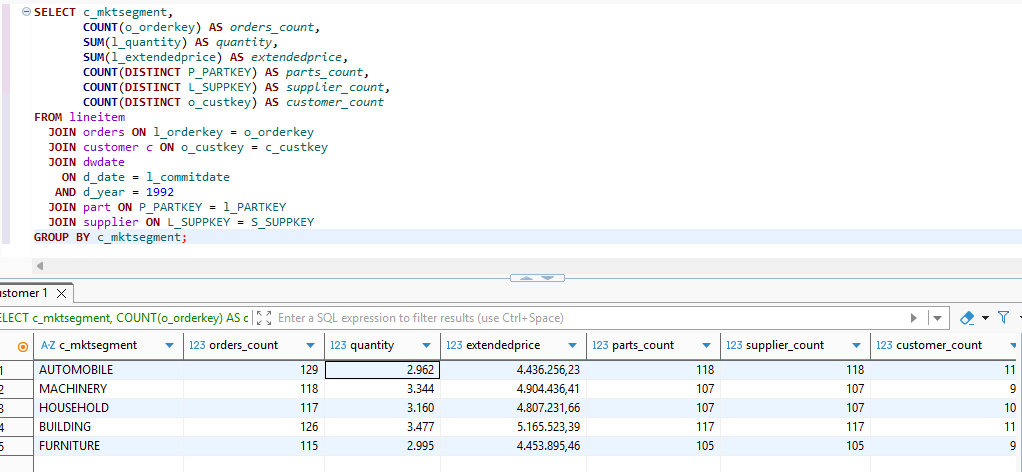 SELECT c_mktsegment,
COUNT(o_orderkey) AS orders_count,
SUM(l_quantity) AS quantity,
SUM(l_extendedprice) AS extendedprice,
COUNT(DISTINCT P_PARTKEY) AS parts_count,
COUNT(DISTINCT L_SUPPKEY) AS supplier_count,
COUNT(DISTINCT o_custkey) AS customer_count
FROM lineitem
JOIN orders ON l_orderkey = o_orderkey
JOIN customer c ON o_custkey = c_custkey
JOIN dwdate
ON d_date = l_commitdate
AND d_year = 1992
JOIN part ON P_PARTKEY = l_PARTKEY
JOIN supplier ON L_SUPPKEY = S_SUPPKEY
GROUP BY c_mktsegment;
ustomer 1
ELECT c_mktsegment, COUNT(o_orderkey) AS c Enter a SQL expression to filter results (use Ctrl+Space)
A-Z c_mktsegment 123 orders_count 123 quantity 123 extendedprice 123 parts_count 123 supplier_count 123 customer_count
1 AUTOMOBILE 129 2.962 4.436.256,23 118 118 11
2 MACHINERY 118 3.344 4.904.436,41 107 107 9
3 HOUSEHOLD 117 3.160 4.807.231,66 107 107 10
4 BUILDING 126 3.477 5.165.523,39 117 117 11
5 FURNITURE 115 2.995 4.453.895,46 105 105 9